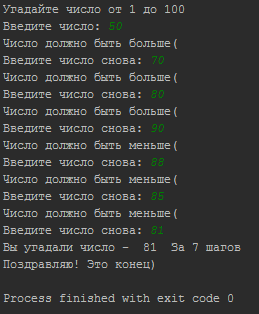 Угадайте число от 1 до 100
Введите число: 50
Число должно быть больше(
Введите число снова: 70
Число должно быть больше(
Введите число снова: 80
Число должно быть больше(
Введите число снова: 90
Число должно быть меньше(
Введите число снова: 88
Число должно быть меньше(
Введите число снова: 85
Число должно быть меньше(
Введите число снова: 81
Вы угадали число -  81  За 7 шагов
Поздравляю! Это конец)
Process finished with exit code 0